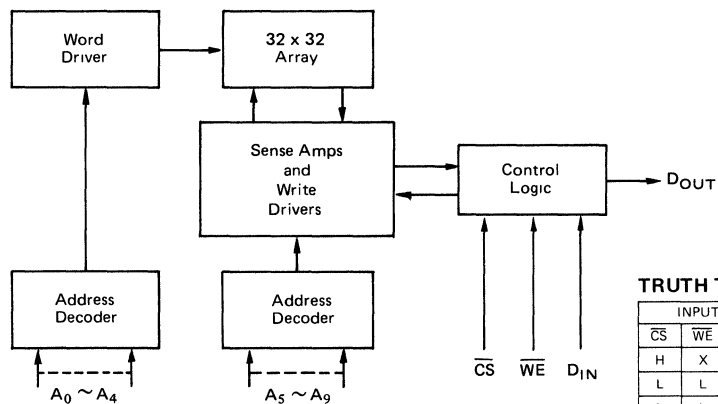 Word
Driver
32 x 32
Array
Sense Amps
and
Write
Drivers
Control
Logic
DOUT
Address
Decoder
Address
Decoder
A0 ~ A4
A5 ~ A9
CS
WE
DIN
TRUTH
INPUT
CS WE
H X
L L